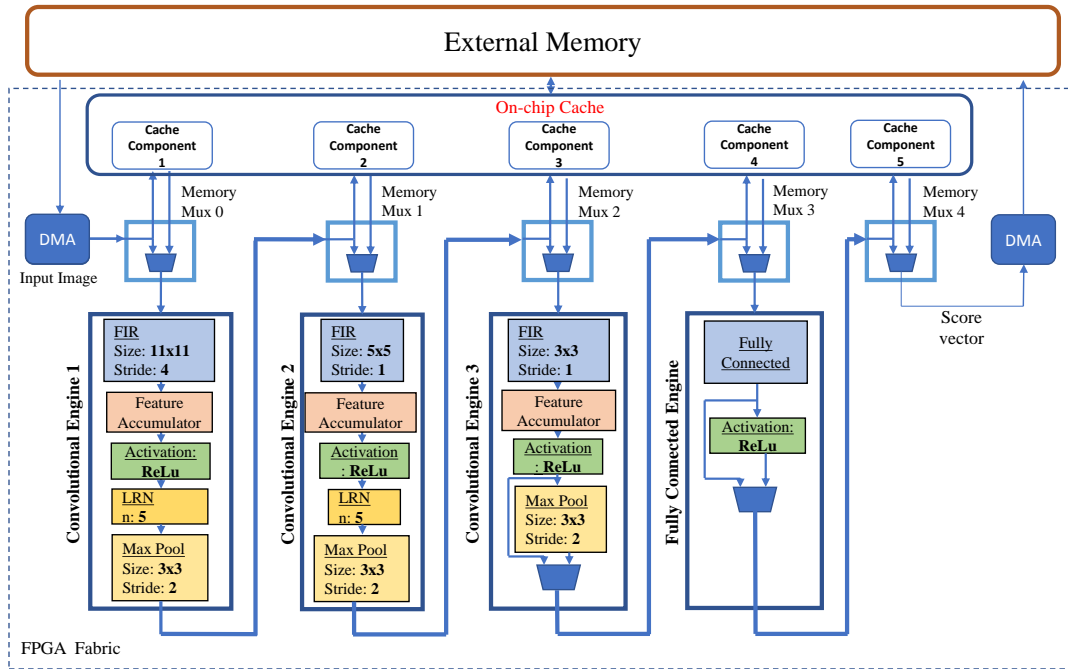 External Memory
On-chip Cache
Cache
Component
1
Cache
Component
2
Cache
Component
3
Cache
Component
4
Cache
Component
5
Memory
Mux 0
Memory
Mux 1
Memory
Mux 2
Memory
Mux 3
Memory
Mux 4
DMA
Input Image
DMA
Score
vector
Convolutional Engine 1
FIR
Size: 11x11
Stride: 4
Feature
Accumulator
Activation:
ReLu
LRN
n: 5
Max Pool
Size: 3x3
Stride: 2
Convolutional Engine 2
FIR
Size: 5x5
Stride: 1
Feature
Accumulator
Activation
: ReLu
LRN
n: 5
Max Pool
Size: 3x3
Stride: 2
Convolutional Engine 3
FIR
Size: 3x3
Stride: 1
Feature
Accumulator
Activation
: ReLu
Max Pool
Size: 3x3
Stride: 2
Fully Connected Engine
Fully
Connected
Activation:
ReLu
FPGA Fabric